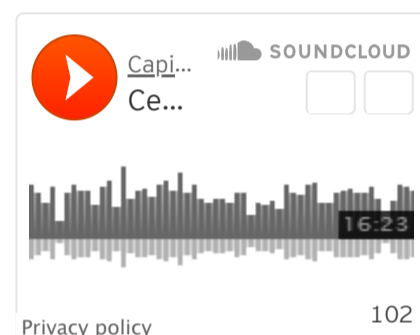 SOUNDCLOUD
Capi...
Ce...
16:23
102
Privacy policy